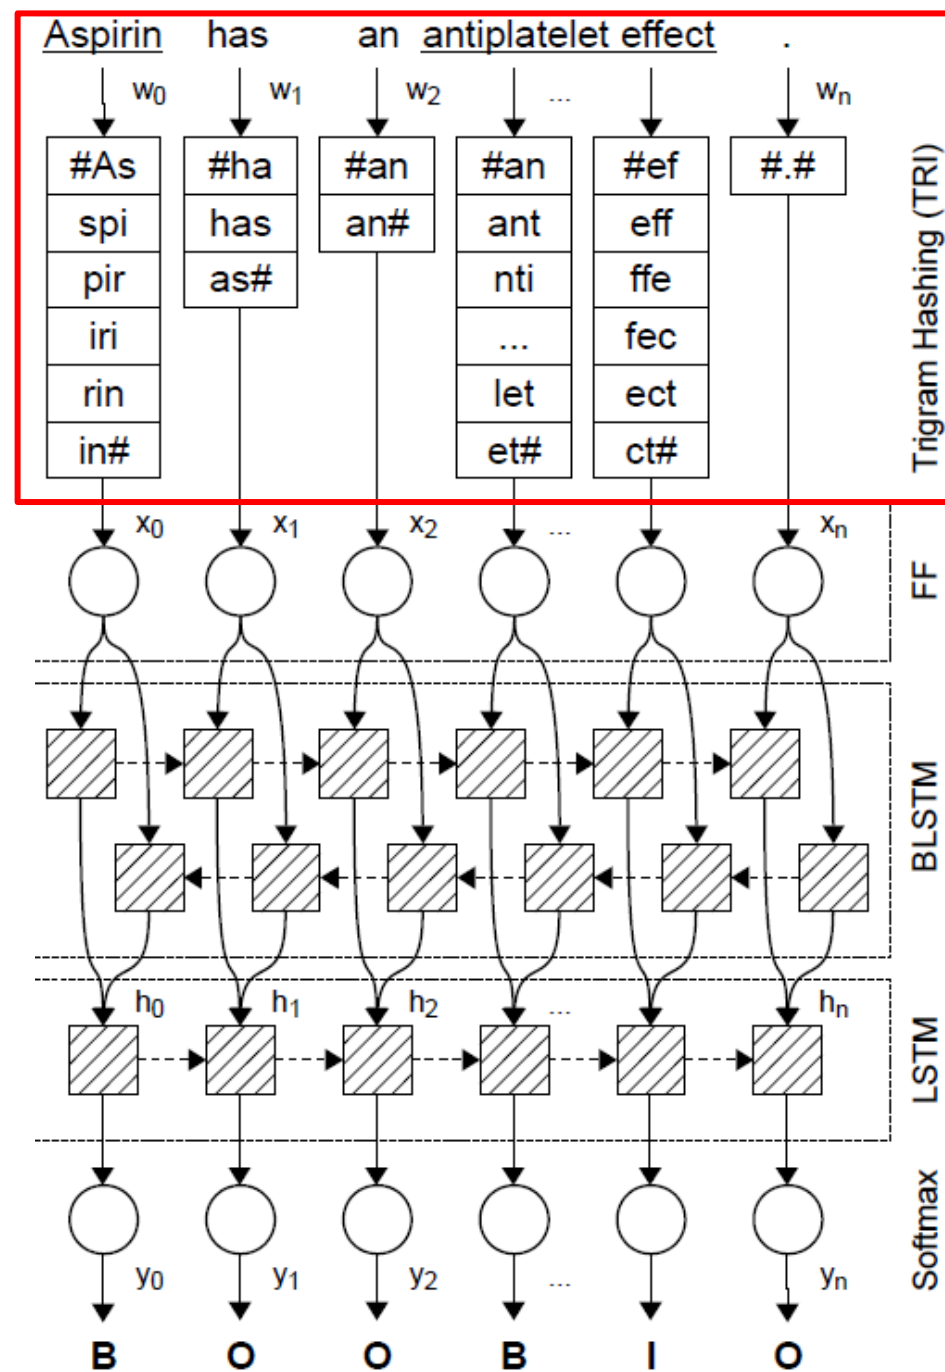 Aspirin has an antiplatelet effect .
w0 w1 w2 ... wn
#As #ha #an #an #ef #.#
spi has an# ant eff
pir as# nti ffe
iri ... fec
rin let ect
in# et# ct#
Trigram Hashing (TRI)
x0 x1 x2 ... xn
FF
BLSTM
h0 h1 h2 ... hn
LSTM
Softmax
y0 y1 y2 ... yn
B O O B I O